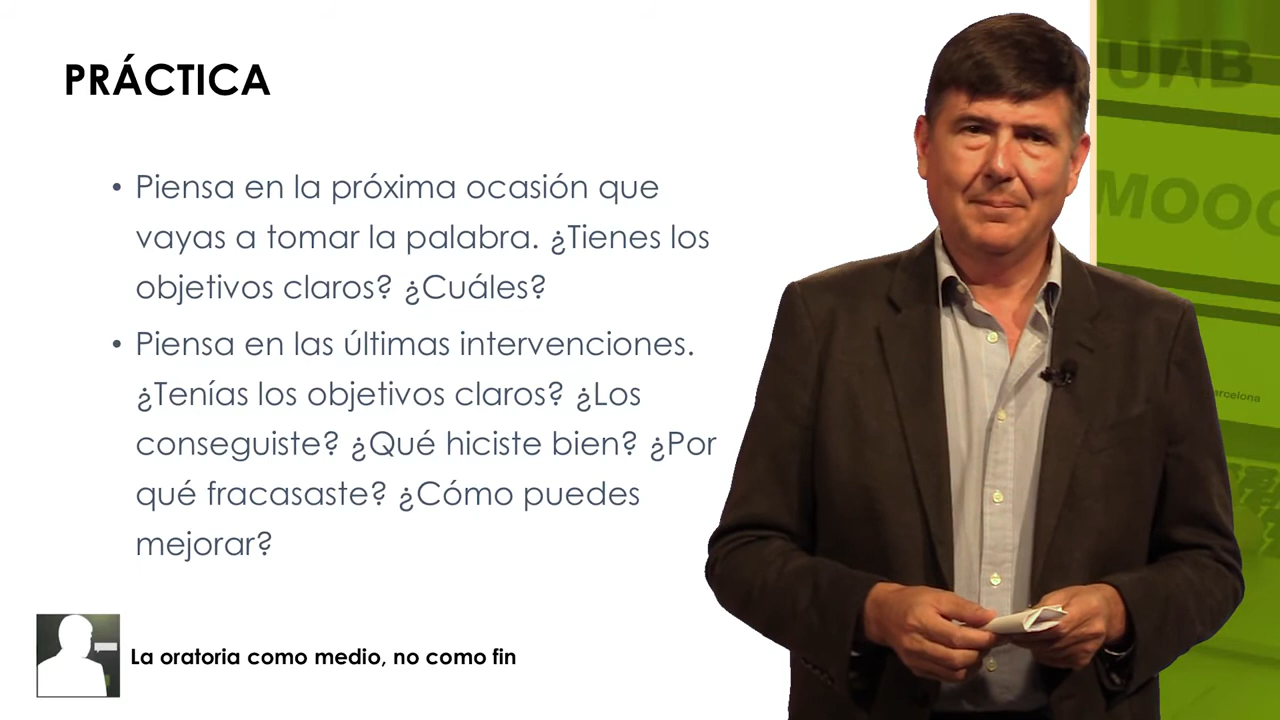 PRÁCTICA
UAB
MOOC
• Piensa en la próxima ocasión que
vayas a tomar la palabra. ¿Tienes los
objetivos claros? ¿Cuáles?
• Piensa en las últimas intervenciones.
¿Tenías los objetivos claros? ¿Los
conseguiste? ¿Qué hiciste bien? ¿Por
qué fracasaste? ¿Cómo puedes
mejorar?
arcelona
La oratoria como medio, no como fin